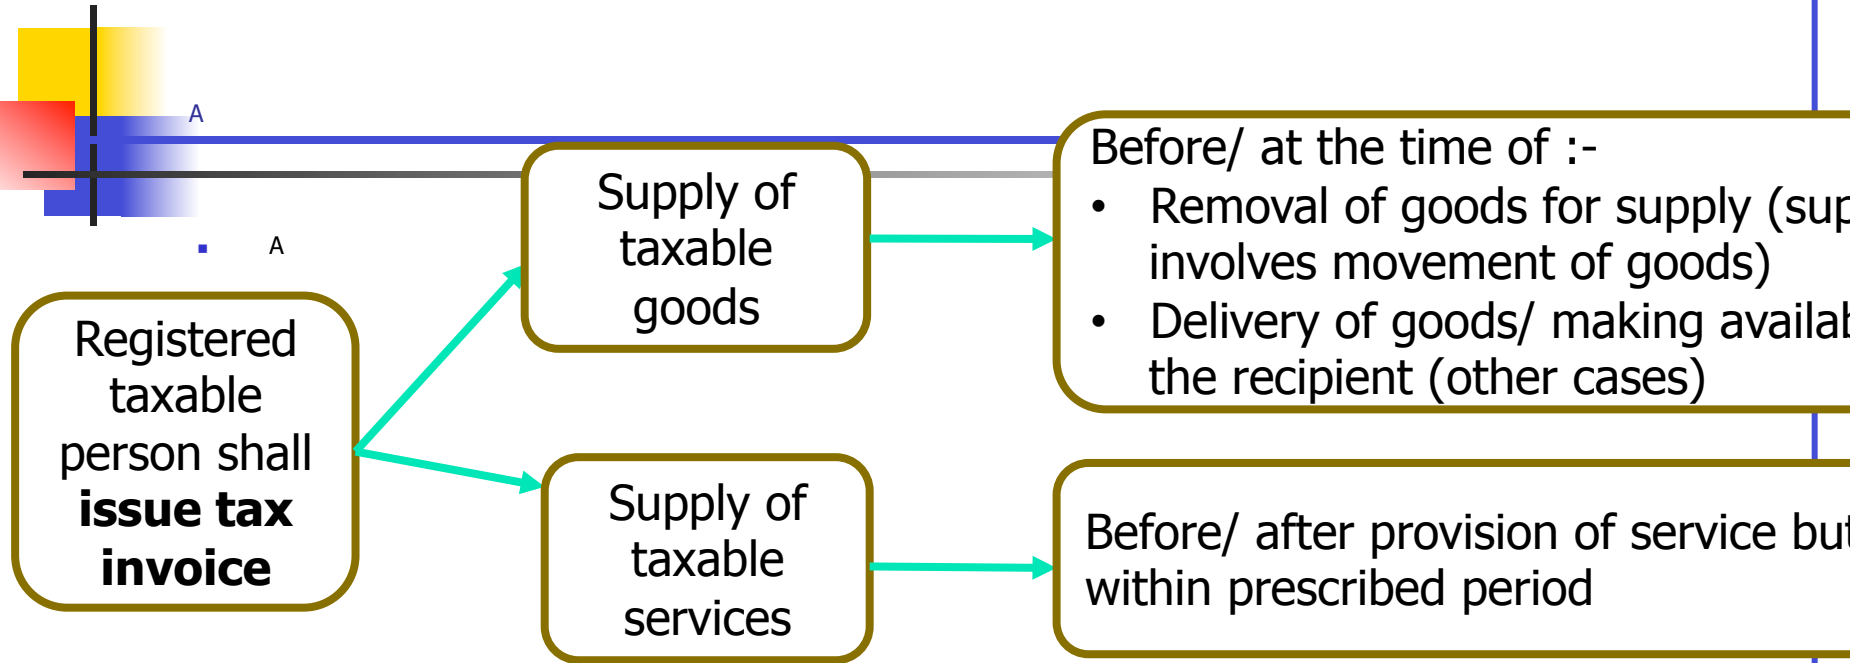 A
A
Registered
taxable
person shall
issue tax
invoice
Supply of
taxable
goods
Before/ at the time of :-
• Removal of goods for supply (sup
involves movement of goods)
• Delivery of goods/ making availab
the recipient (other cases)
Supply of
taxable
services
Before/ after provision of service but
within prescribed period